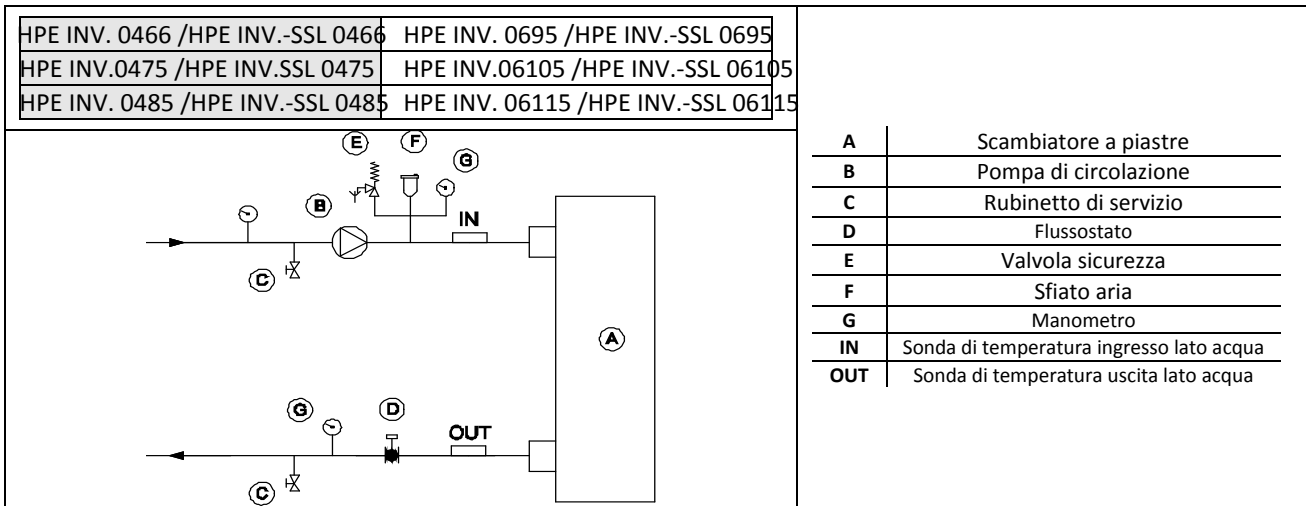 HPE INV. 0466 /HPE INV.-SSL 0466 HPE INV. 0695 /HPE INV.-SSL 0695
HPE INV.0475 /HPE INV.SSL 0475 HPE INV.06105 /HPE INV.-SSL 06105
HPE INV. 0485 /HPE INV.-SSL 0485 HPE INV. 06115 /HPE INV.-SSL 06115
E F
G
B
IN
C
A
G D
OUT
C
A Scambiatore a piastre
B Pompa di circolazione
C Rubinetto di servizio
D Flussostato
E Valvola sicurezza
F Sfiato aria
G Manometro
IN Sonda di temperatura ingresso lato acqua
OUT Sonda di temperatura uscita lato acqua